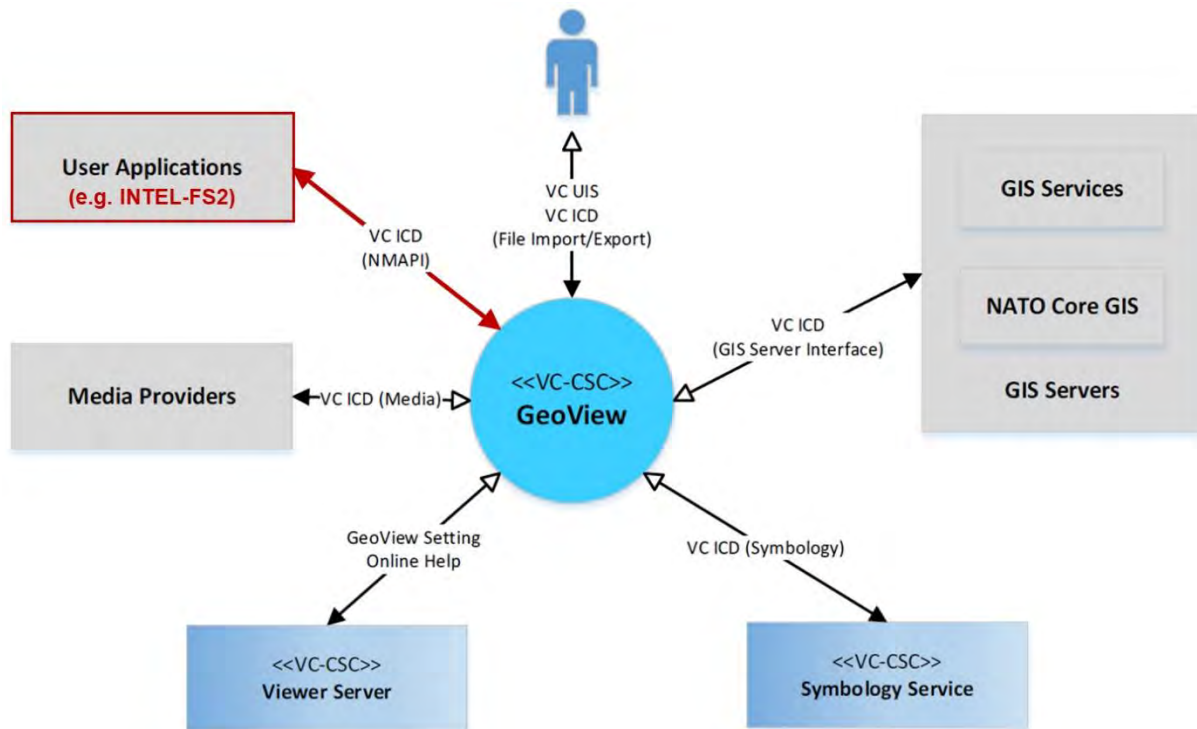 User Applications
(e.g. INTEL-FS2)
VC UIS
VC ICD
(File Import/Export)
GIS Services
NATO Core GIS
GIS Servers
VC ICD
(NMAPI)
VC ICD
(GIS Server Interface)
Media Providers
VC ICD (Media)
<<VC-CSC>>
GeoView
GeoView Setting
Online Help
VC ICD (Symbology)
<<VC-CSC>>
Viewer Server
<<VC-CSC>>
Symbology Service